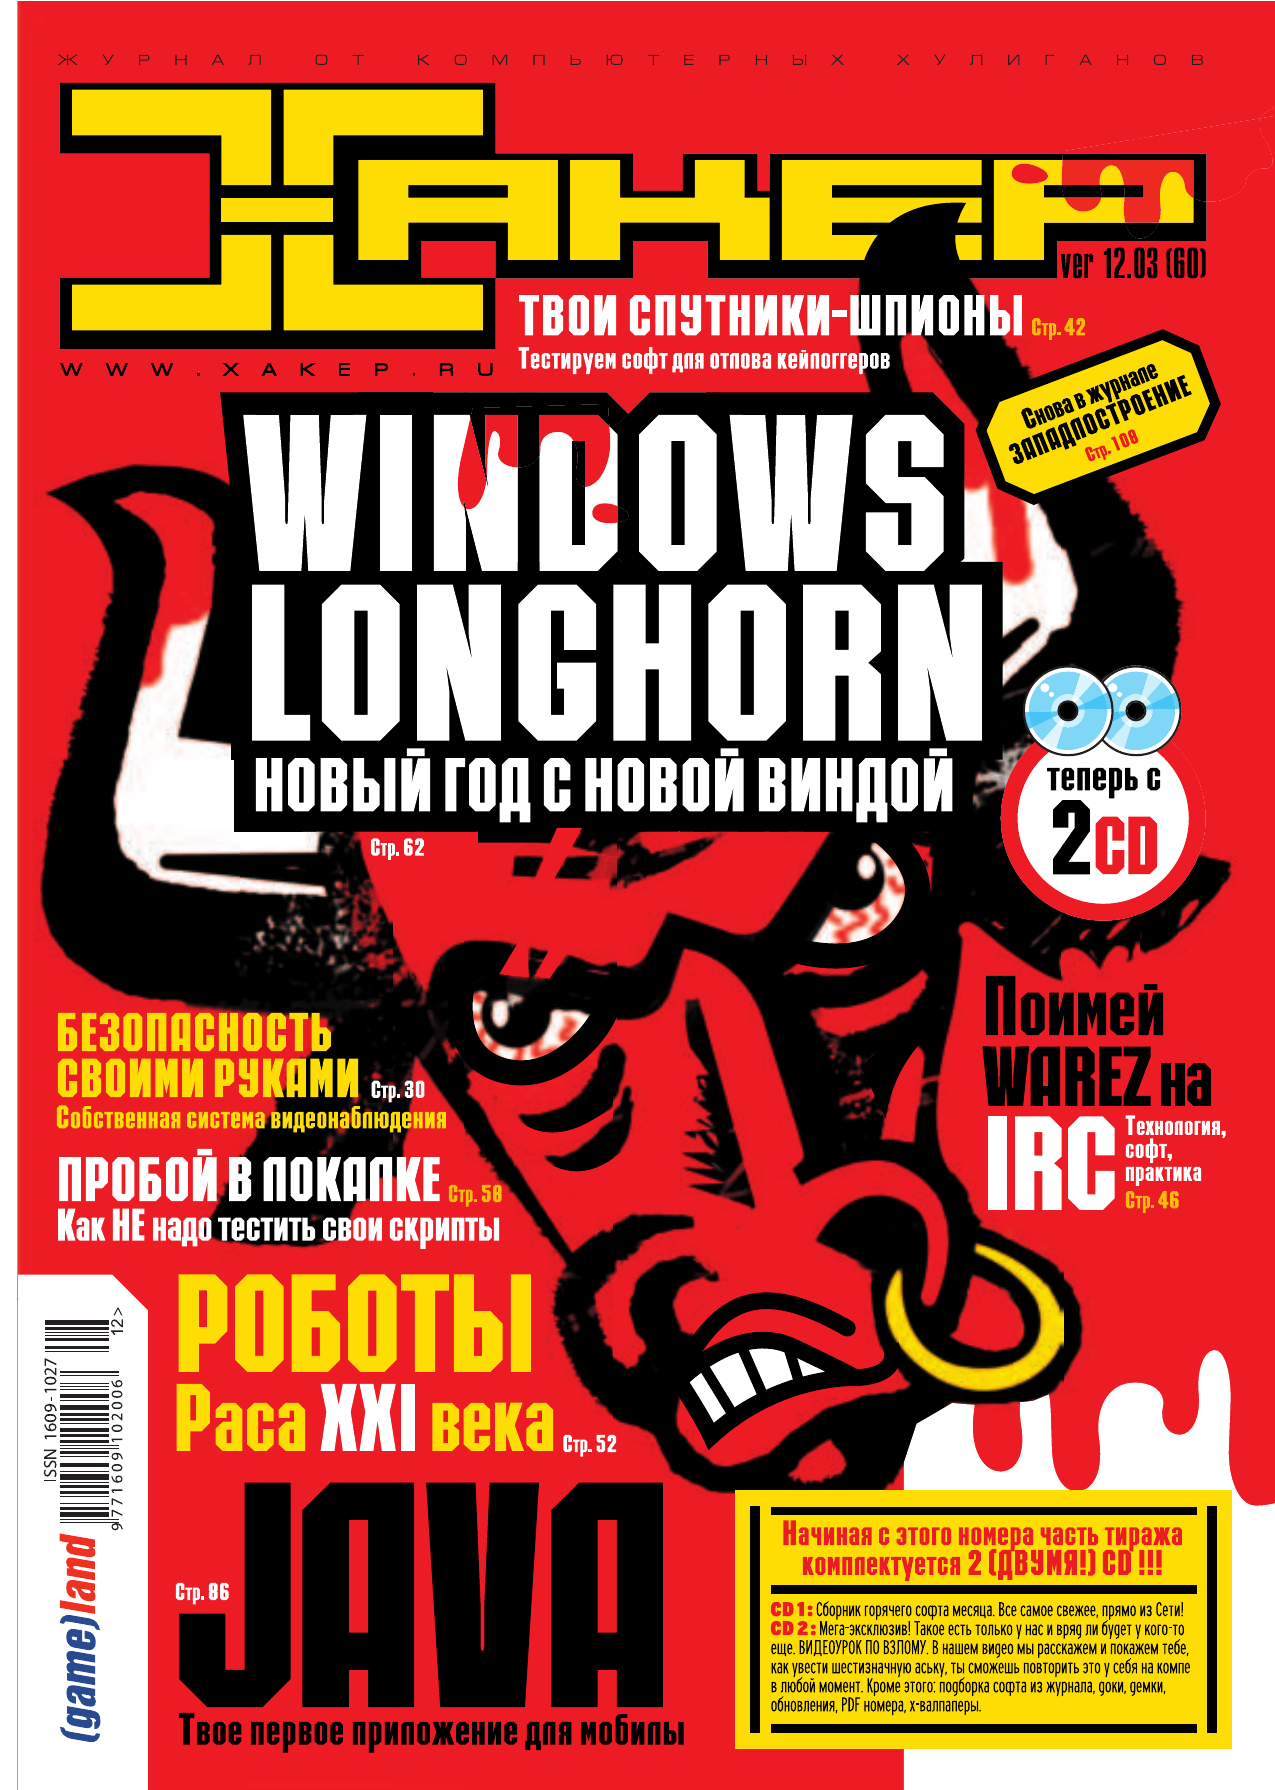 ЖУРНАЛ ОТ КОМПЬЮТЕРНЫХ ХУЛИГАНОВ
ХАКЕР
ver 12.03 (60)
WWW.XAKEP.RU
ТВОИ СПУТНИКИ-ШПИОНЫ Стр. 42
Тестируем софт для отлова кейлоггеров
Снова в журнале
ЗАПАДЛОСТРОЕНИЕ
Стр. 108
WINDOWS
LONGHORN
НОВЫЙ ГОД С НОВОЙ ВИНДОЙ
Стр. 62
теперь с
2CD
БЕЗОПАСНОСТЬ
СВОИМИ РУКАМИ Стр. 30
Собственная система видеонаблюдения
ПРОБОЙ В ЛОКАЛКЕ Стр. 58
Как НЕ надо тестить свои скрипты
Поимей
WAREZ на
IRC
Технология,
софт,
практика
Стр. 46
РОБОТЫ
Раса XXI века Стр. 52
JAVA
Стр. 86
Твое первое приложение для мобилы
ISSN 1609-1027
12>
9 771609 102006
(game)land
Начиная с этого номера часть тиража
комплектуется 2 (ДВУМЯ!) CD !!!
CD 1: Сборник горячего софта месяца. Все самое свежее, прямо из Сети!
CD 2: Мега-эксклюзив! Такое есть только у нас и вряд ли будет у кого-то
еще. ВИДЕОУРОК ПО ВЗЛОМУ. В нашем видео мы расскажем и покажем тебе,
как увести шестизначную аську, ты сможешь повторить это у себя на компе
в любой момент. Кроме этого: подборка софта из журнала, доки, демки,
обновления, PDF номера, x-валпаперы.